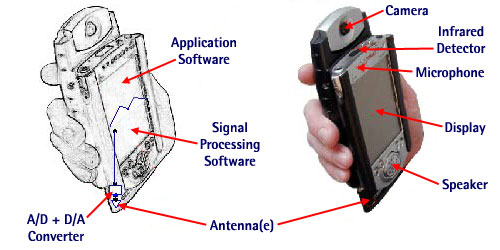 Application
Software
Signal
Processing
Software
A/D + D/A
Converter
Antenna(e)
Camera
Infrared
Detector
Microphone
Display
Speaker